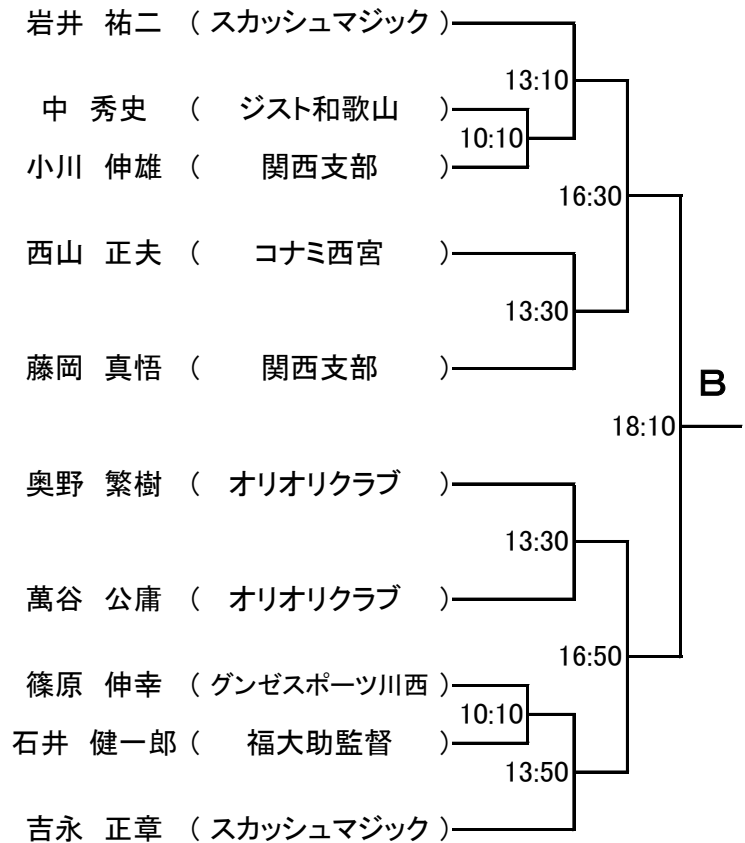 岩井 祐二 ( スカッシュマジック )
13:10
中 秀史 ( ジスト和歌山 )
10:10
小川 伸雄 ( 関西支部 )
16:30
西山 正夫 ( コナミ西宮 )
13:30
藤岡 真悟 ( 関西支部 )
B
18:10
奥野 繁樹 ( オリオリクラブ )
13:30
萬谷 公庸 ( オリオリクラブ )
16:50
篠原 伸幸 ( グンゼスポーツ川西 )
10:10
石井 健一郎 ( 福大助監督 )
13:50
吉永 正章 ( スカッシュマジック )